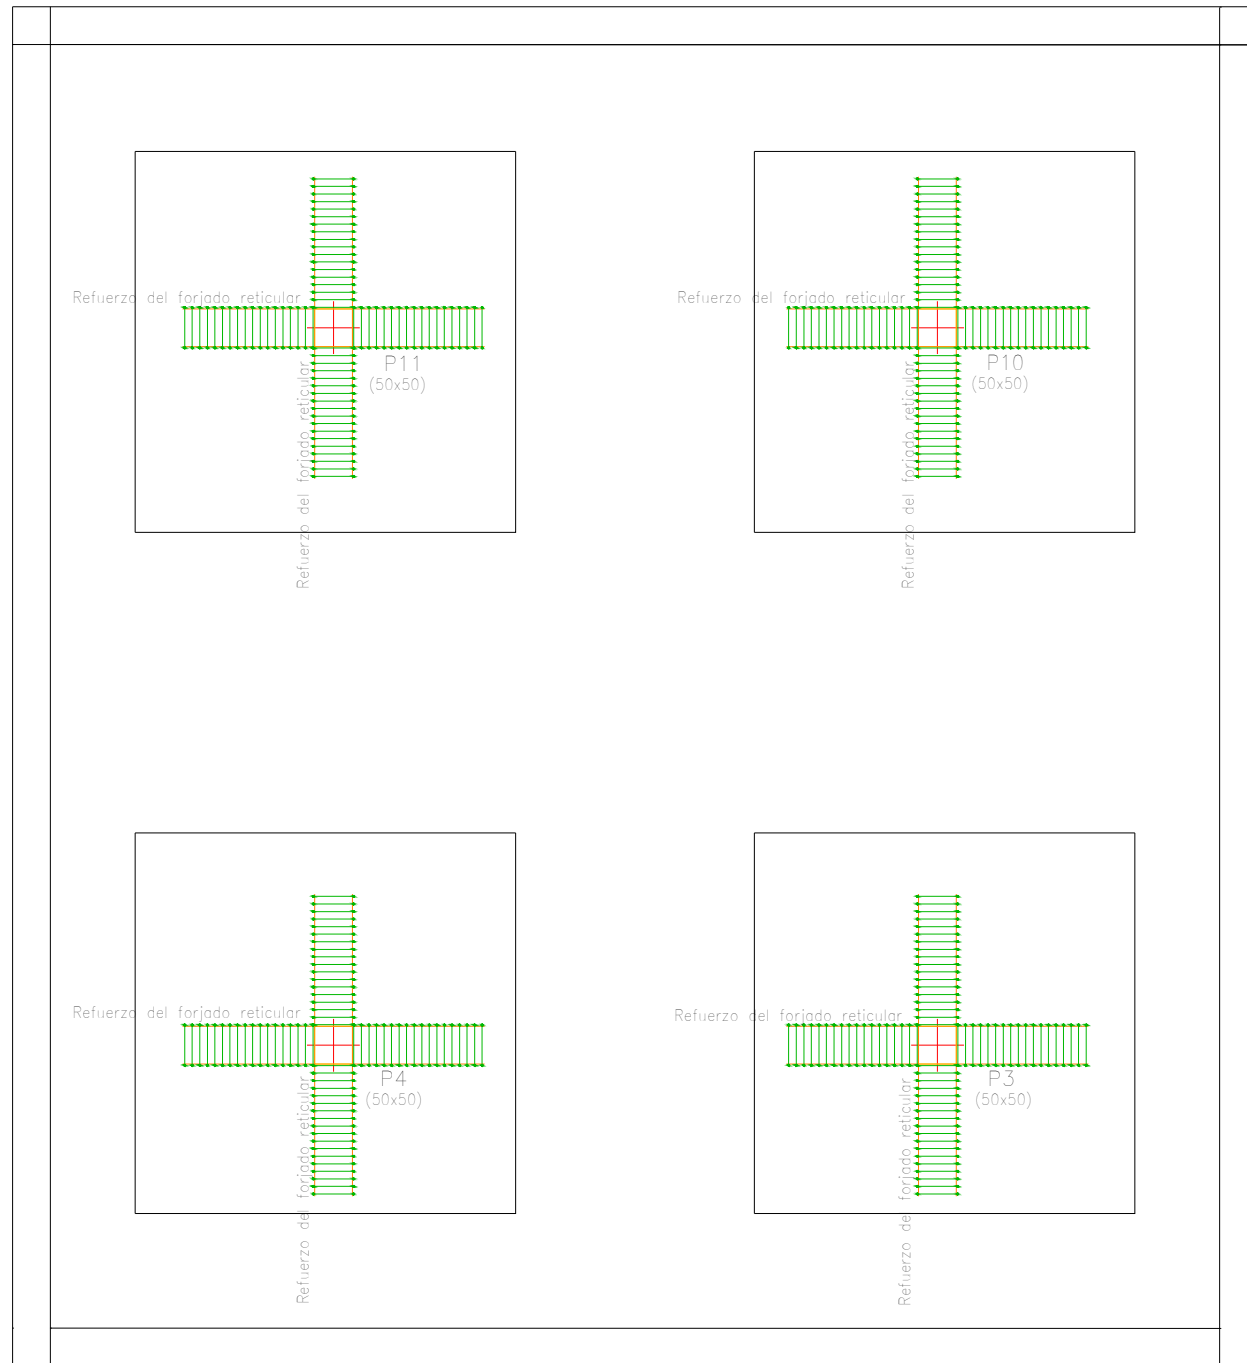 Refuerzo del forjado reticular
Refuerzo del forjado reticular
P11
(50x50)
P10
(50x50)
Refuerzo del forjado reticular
Refuerzo del forjado reticular
Refuerzo del forjado reticular
Refuerzo del forjado reticular
P4
(50x50)
P3
(50x50)
Refuerzo del forjado reticular
Refuerzo de forjado reticular